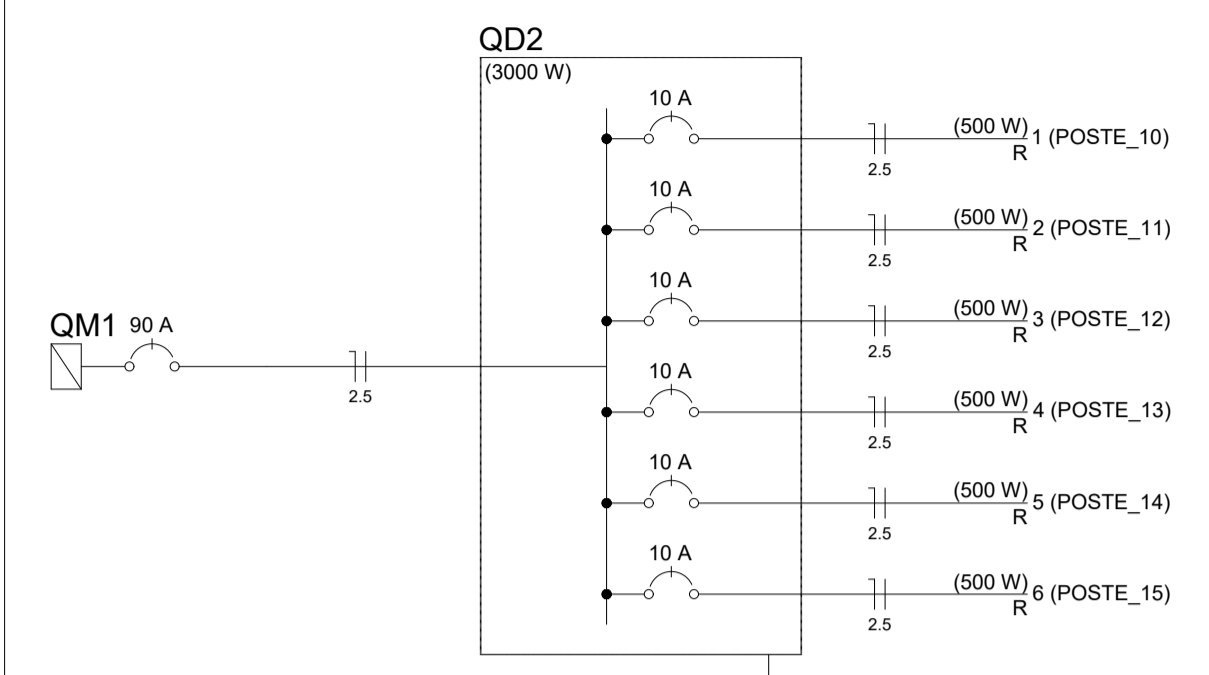 QD2
(3000 W)
10 A
(500 W)
1 (POSTE_10)
R
2.5
10 A
(500 W)
2 (POSTE_11)
R
2.5
10 A
(500 W)
3 (POSTE_12)
R
2.5
QM1 90 A
2.5
10 A
(500 W)
4 (POSTE_13)
R
2.5
10 A
(500 W)
5 (POSTE_14)
R
2.5
10 A
(500 W)
6 (POSTE_15)
R
2.5